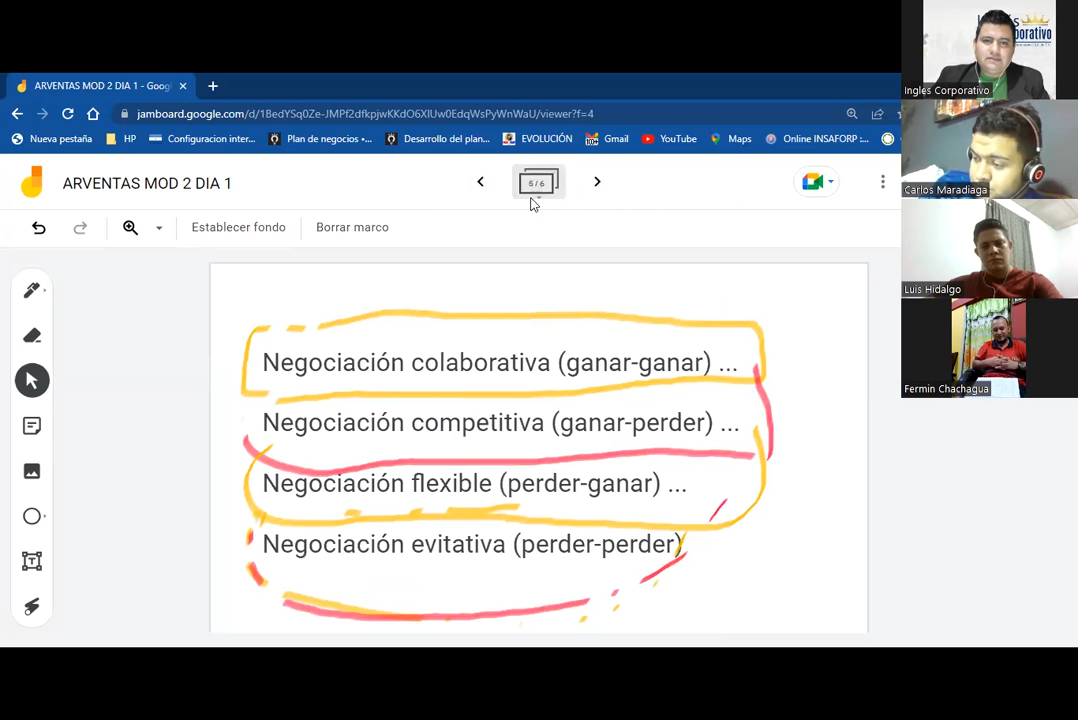 ARVENTAS MOD 2 DIA 1 - Goog
jamboard.google.com/d/1BedYSq0Ze-JMPf2dfkpjwKKdO6XlUw0EdqWsPyWnWaU/viewer?f=4
Nueva pestaña
HP
Configuracion inter...
Plan de negocios •...
Desarrollo del plan...
EVOLUCIÓN
10+
Gmail
YouTube
Maps
Online INSAFORP :...
ARVENTAS MOD 2 DIA 1
5 / 6
Establecer fondo
Borrar marco
Negociación colaborativa (ganar-ganar) ...
Negociación competitiva (ganar-perder) ...
Negociación flexible (perder-ganar) ...
Negociación evitativa (perder-perder)
Ingles Corporativo
Carlos Maradiaga
Luis Hidalgo
Fermin Chachagua